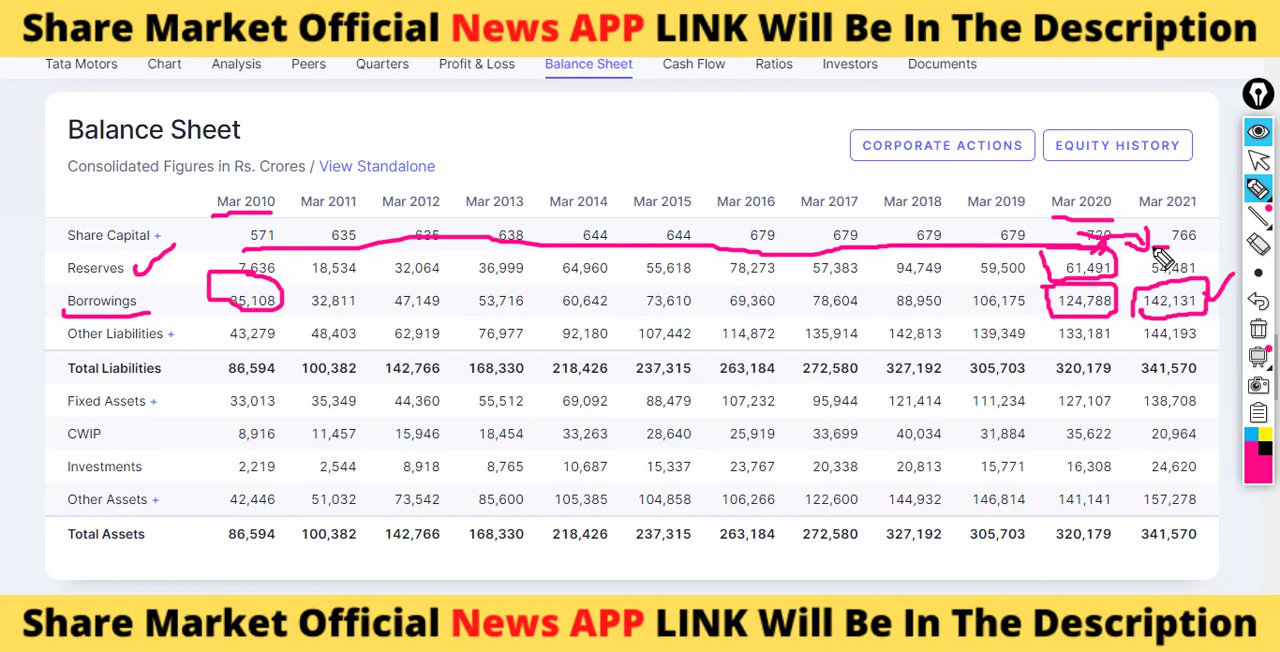 Share Market Official News APP LINK Will Be In The Description
Tata Motors Chart Analysis Peers Quarters Profit & Loss Balance Sheet Cash Flow Ratios Investors Documents
Balance Sheet
CORPORATE ACTIONS EQUITY HISTORY
Consolidated Figures in Rs. Crores / View Standalone
Mar 2010 Mar 2011 Mar 2012 Mar 2013 Mar 2014 Mar 2015 Mar 2016 Mar 2017 Mar 2018 Mar 2019 Mar 2020 Mar 2021
Share Capital + 571 635 635 638 644 644 679 679 679 679 720 766
Reserves 7,636 18,534 32,064 36,999 64,960 55,618 78,273 57,383 94,749 59,500 61,491 54,481
Borrowings 35,108 32,811 47,149 53,716 60,642 73,610 69,360 78,604 88,950 106,175 124,788 142,131
Other Liabilities + 43,279 48,403 62,919 76,977 92,180 107,442 114,872 135,914 142,813 139,349 133,181 144,193
Total Liabilities 86,594 100,382 142,766 168,330 218,426 237,315 263,184 272,580 327,192 305,703 320,179 341,570
Fixed Assets + 33,013 35,349 44,360 55,512 69,092 88,479 107,232 95,944 121,414 111,234 127,107 138,708
CWIP 8,916 11,457 15,946 18,454 33,263 28,640 25,919 33,699 40,034 31,884 35,622 20,964
Investments 2,219 2,544 8,918 8,765 10,687 15,337 23,767 20,338 20,813 15,771 16,308 24,620
Other Assets + 42,446 51,032 73,542 85,600 105,385 104,858 106,266 122,600 144,932 146,814 141,141 157,278
Total Assets 86,594 100,382 142,766 168,330 218,426 237,315 263,184 272,580 327,192 305,703 320,179 341,570
Share Market Official News APP LINK Will Be In The Description